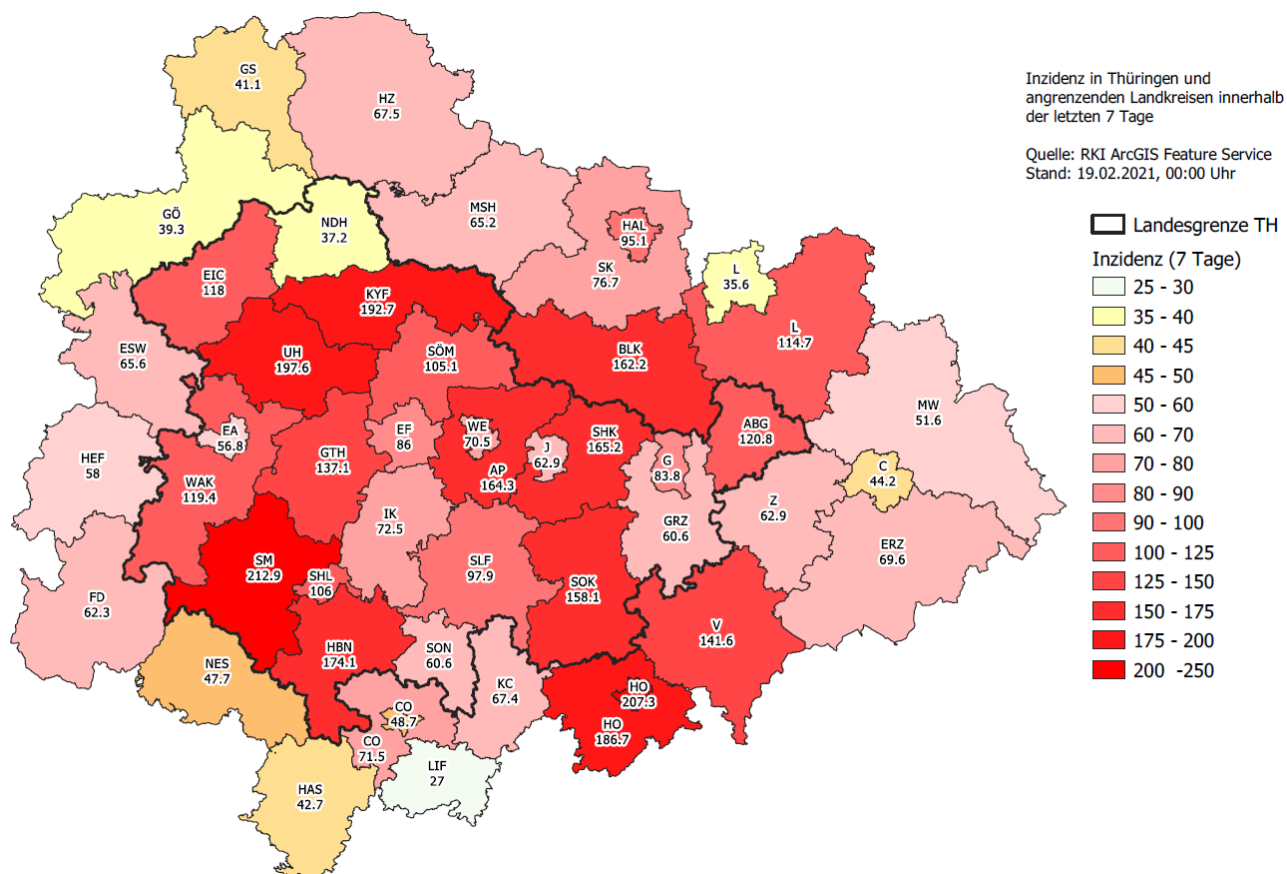 GS
41.1
HZ
67.5
Inzidenz in Thüringen und
angrenzenden Landkreisen innerhalb
der letzten 7 Tage
Quelle: RKI ArcGIS Feature Service
Stand: 19.02.2021, 00:00 Uhr
Landesgrenze TH
Inzidenz (7 Tage)
25 - 30
35 - 40
40 - 45
45 - 50
50 - 60
60 - 70
70 - 80
80 - 90
90 - 100
100 - 125
125 - 150
150 - 175
175 - 200
200 -250
GÖ
39.3
NDH
37.2
MSH
65.2
HAL
95.1
SK
76.7
L
35.6
EIC
118
KYF
192.7
L
114.7
ESW
65.6
UH
197.6
SÖM
105.1
BLK
162.2
MW
51.6
EA
56.8
EF
86
WE
70.5
J
62.9
SHK
165.2
ABG
120.8
HEF
58
GTH
137.1
AP
164.3
G
83.8
C
44.2
WAK
119.4
IK
72.5
GRZ
60.6
Z
62.9
ERZ
69.6
SM
212.9
SHL
106
SLF
97.9
SOK
158.1
FD
62.3
V
141.6
NES
47.7
HBN
174.1
SON
60.6
KC
67.4
HO
207.3
HO
186.7
CO
48.7
CO
71.5
LIF
27
HAS
42.7